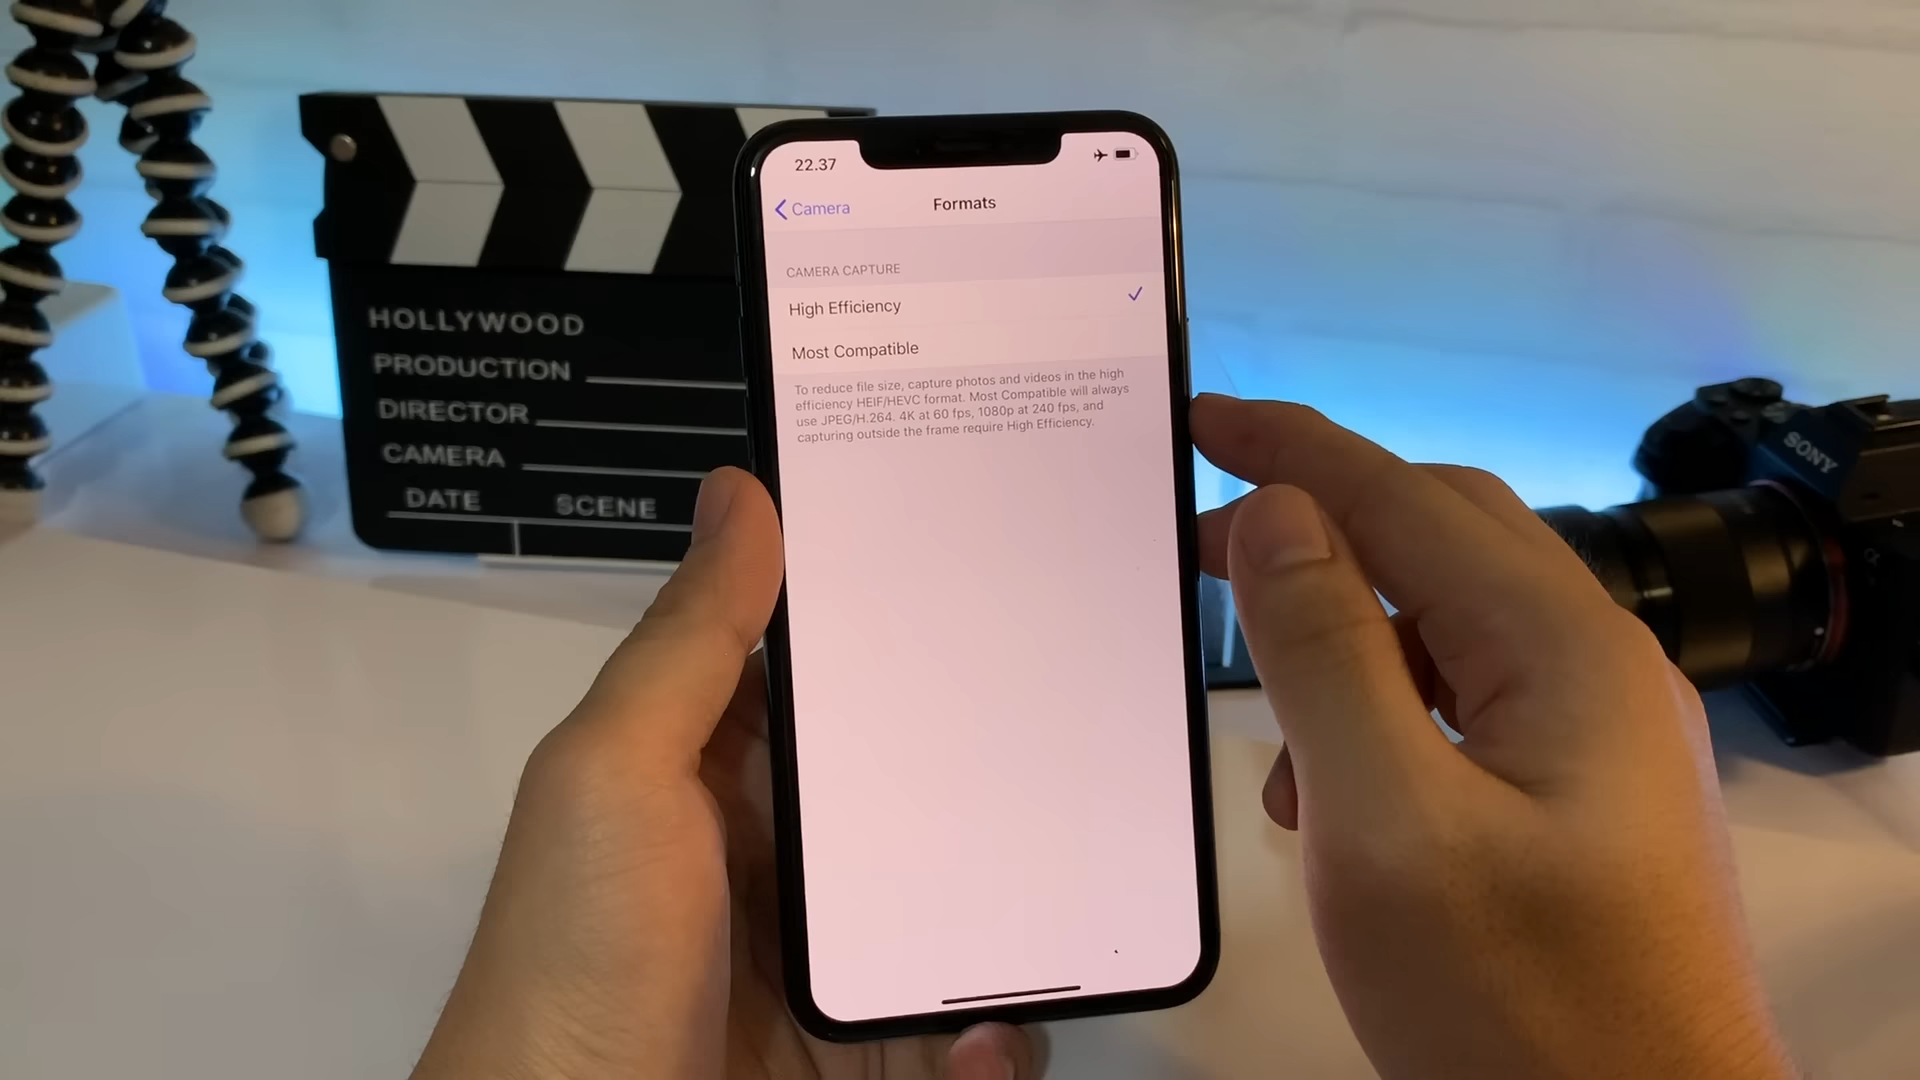 22.37
Camera
Formats
CAMERA CAPTURE
High Efficiency
Most Compatible
To reduce file size, capture photos and videos in the high
efficiency HEIF/HEVC format. Most Compatible will always
use JPEG/H.264. 4K at 60 fps, 1080p at 240 fps, and
capturing outside the frame require High Efficiency.
HOLLYWOOD
PRODUCTION
DIRECTOR
CAMERA
DATE SCENE
SONY
α